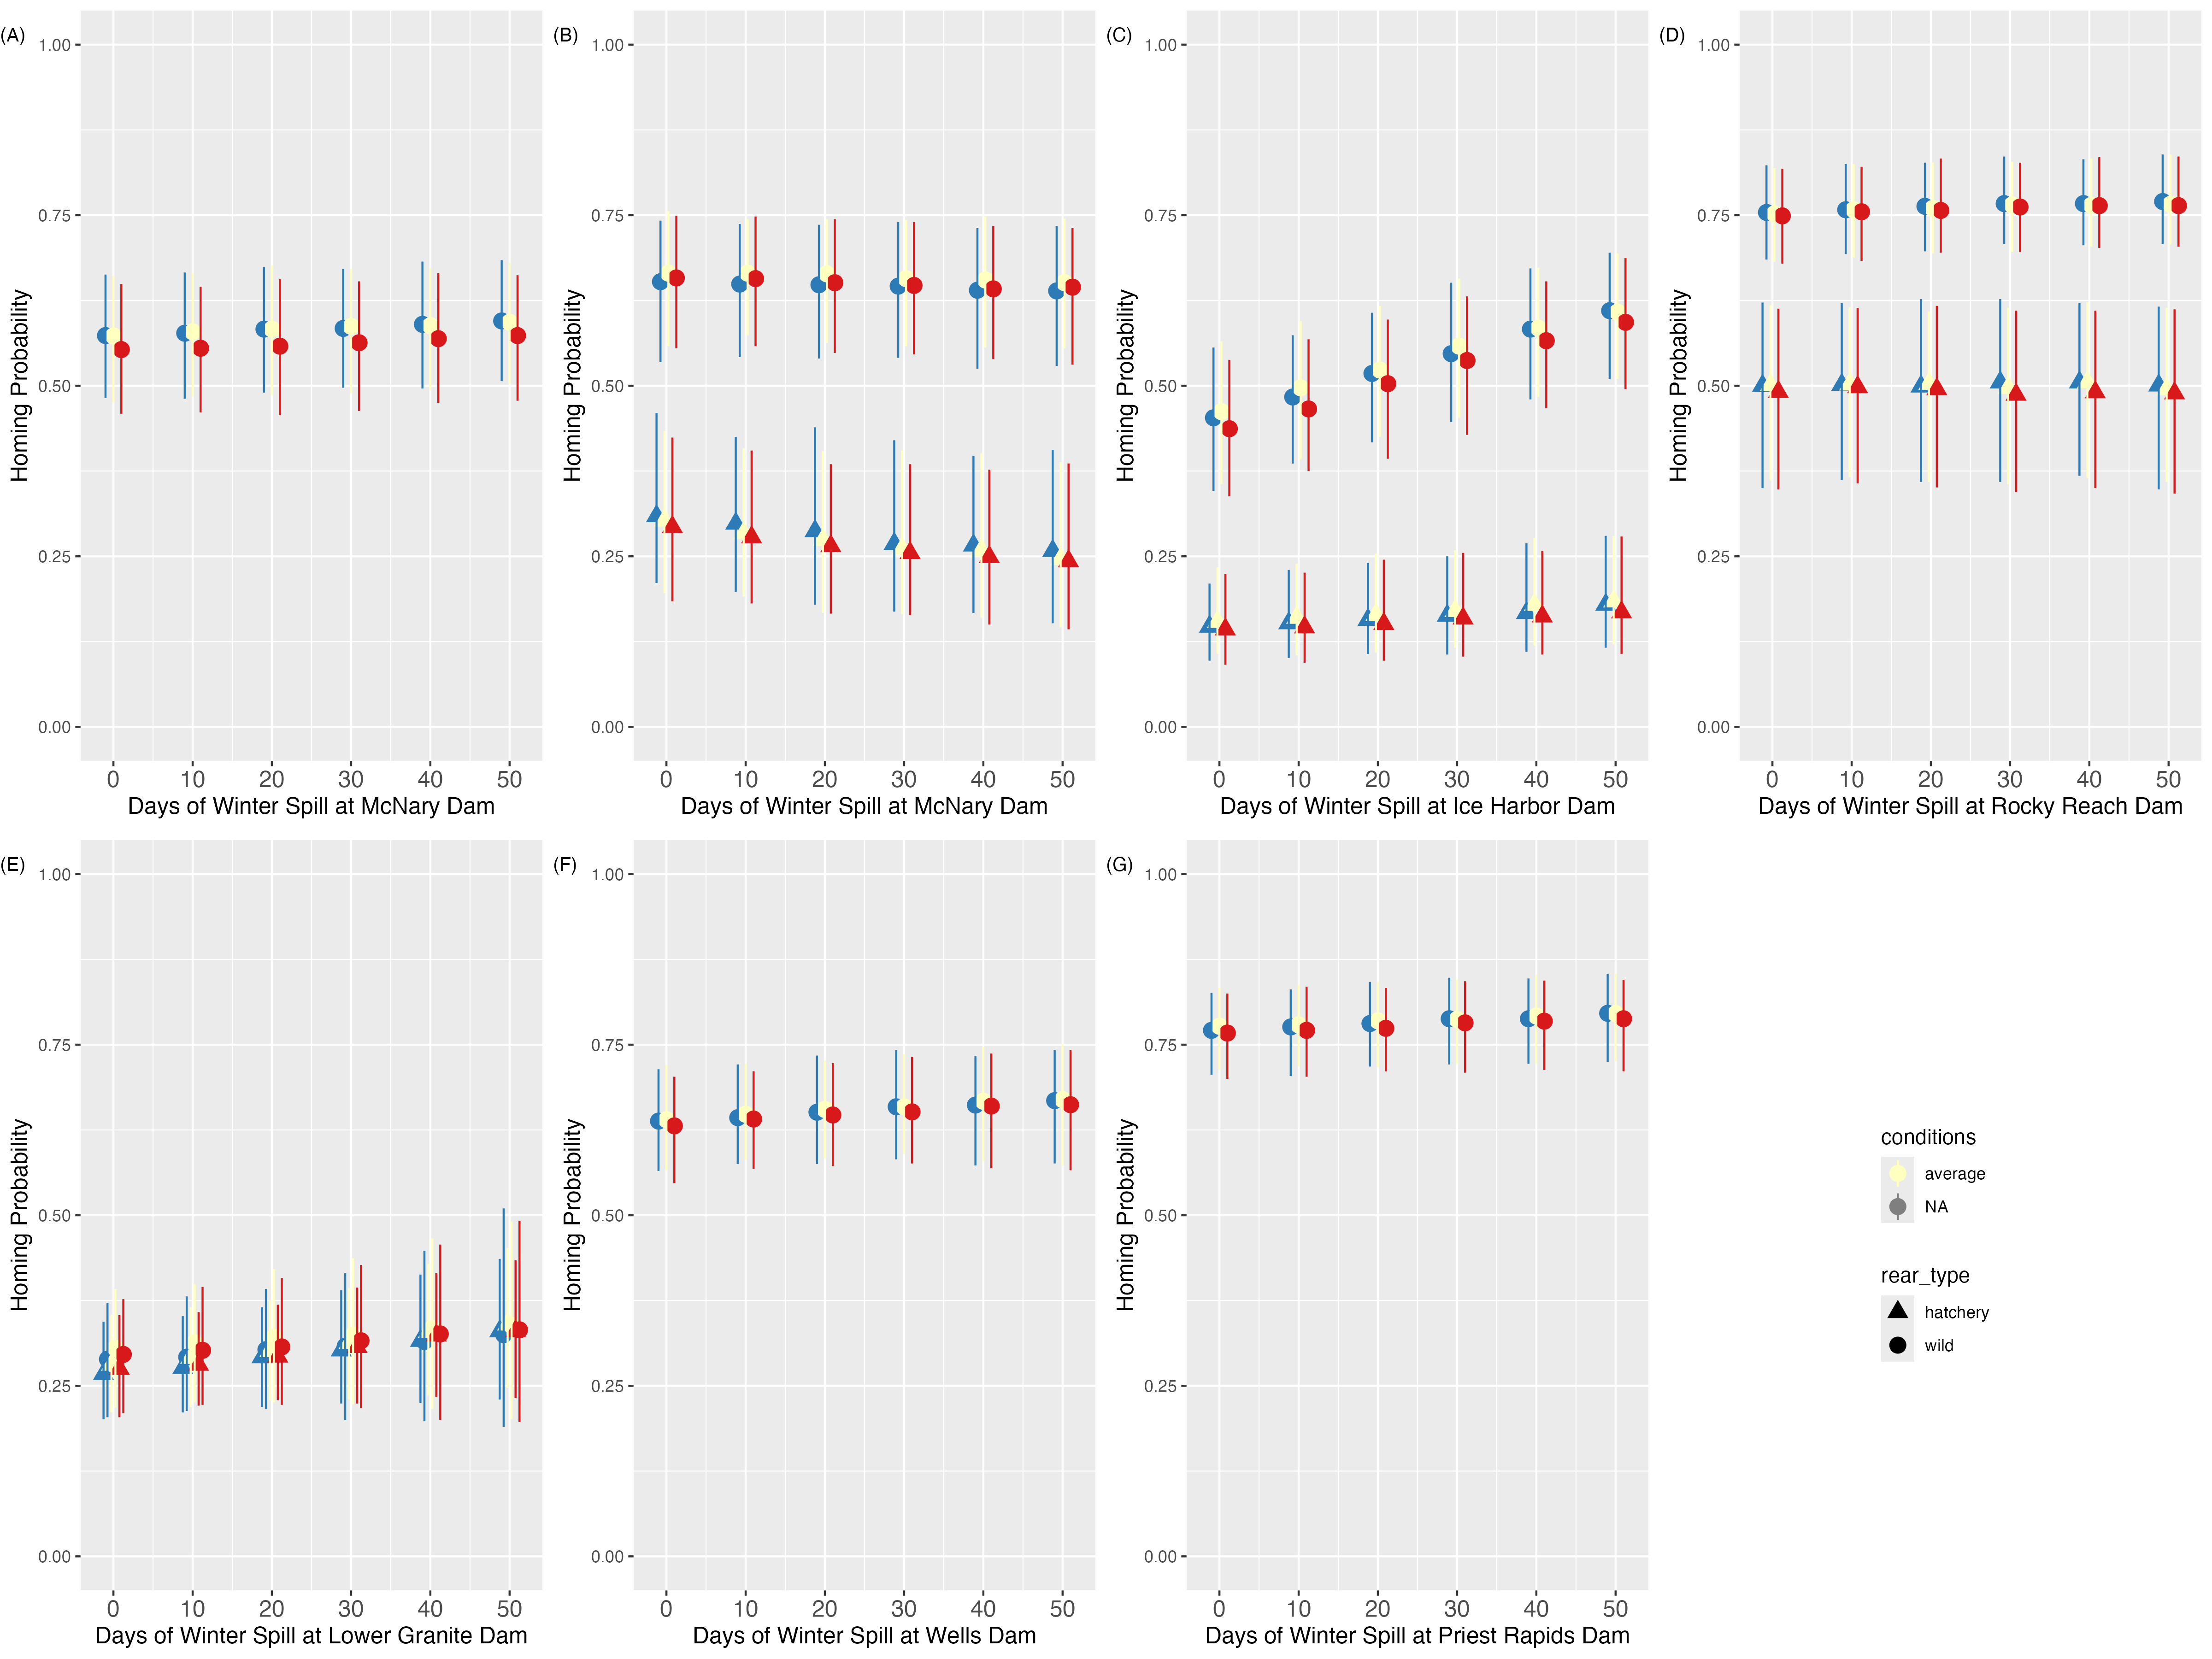 (A)
1.00
0.75
0.50
0.25
0.00
Homing Probability
0 10 20 30 40 50
Days of Winter Spill at McNary Dam
(B)
1.00
0.75
0.50
0.25
0.00
Homing Probability
0 10 20 30 40 50
Days of Winter Spill at McNary Dam
(C)
1.00
0.75
0.50
0.25
0.00
Homing Probability
0 10 20 30 40 50
Days of Winter Spill at Ice Harbor Dam
(D)
1.00
0.75
0.50
0.25
0.00
Homing Probability
0 10 20 30 40 50
Days of Winter Spill at Rocky Reach Dam
(E)
1.00
0.75
0.50
0.25
0.00
Homing Probability
0 10 20 30 40 50
Days of Winter Spill at Lower Granite Dam
(F)
1.00
0.75
0.50
0.25
0.00
Homing Probability
0 10 20 30 40 50
Days of Winter Spill at Wells Dam
(G)
1.00
0.75
0.50
0.25
0.00
Homing Probability
0 10 20 30 40 50
Days of Winter Spill at Priest Rapids Dam
conditions
average
NA
rear_type
hatchery
wild